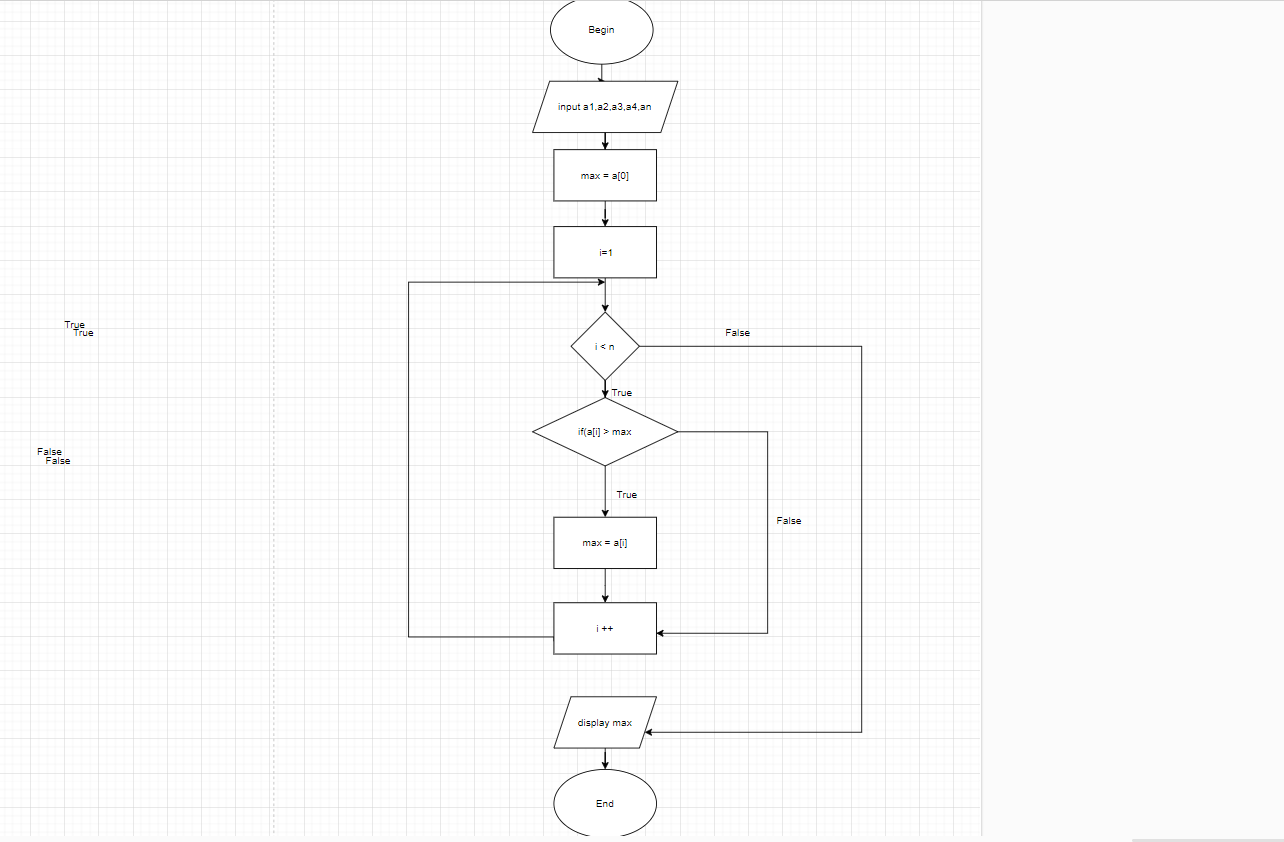 Begin
input a1,a2,a3,a4,an
max = a[0]
i=1
True
True
False
i < n
True
if(a[i] > max
False
False
True
False
max = a[i]
i ++
display max
End